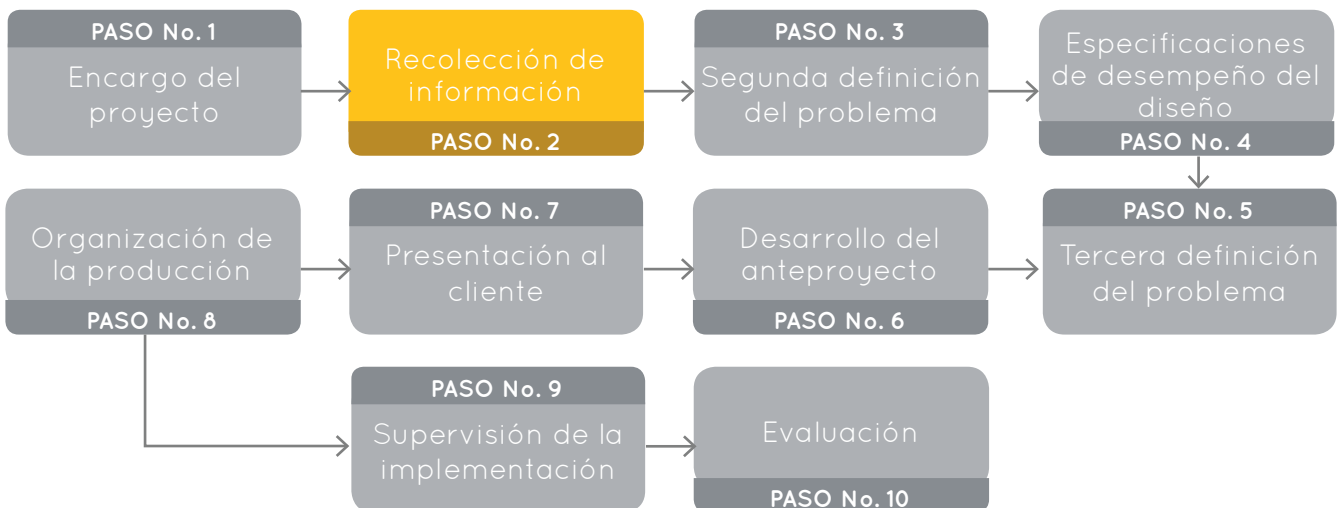 PASO No. 1
Encargo del
proyecto
Recolección de
información
PASO No. 2
PASO No. 3
Segunda definición
del problema
Especificaciones
de desempeño del
diseño
PASO No. 4
Organización de
la producción
PASO No. 8
PASO No. 7
Presentación al
cliente
Desarrollo del
anteproyecto
PASO No. 6
PASO No. 5
Tercera definición
del problema
PASO No. 9
Supervisión de la
implementación
Evaluación
PASO No. 10